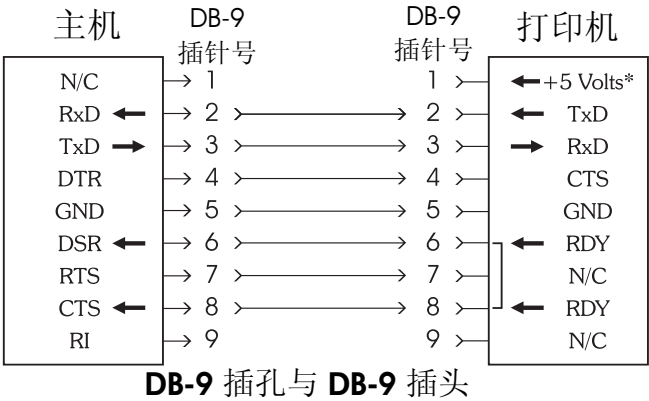 主机 DB-9 插针号 DB-9 插针号 打印机
N/C 1 1 +5 Volts*
RxD 2 2 TxD
TxD 3 3 RxD
DTR 4 4 CTS
GND 5 5 GND
DSR 6 6 RDY
RTS 7 7 N/C
CTS 8 8 RDY
RI 9 9 N/C
DB-9 插孔与 DB-9 插头